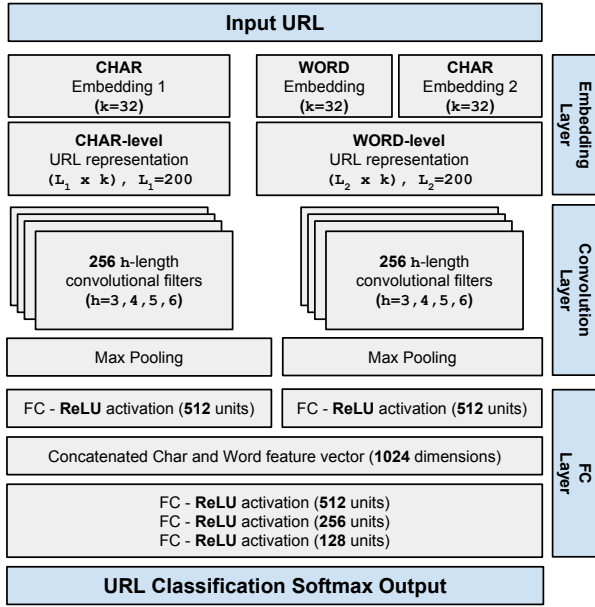 Input URL
CHAR
Embedding 1
(k=32)
WORD
Embedding
(k=32)
CHAR
Embedding 2
(k=32)
Embedding
Layer
CHAR-level
URL representation
(L1 x k), L1=200
WORD-level
URL representation
(L2 x k), L2=200
256 h-length
convolutional filters
(h=3,4,5,6)
256 h-length
convolutional filters
(h=3,4,5,6)
Convolution
Layer
Max Pooling
Max Pooling
FC - ReLU activation (512 units)
FC - ReLU activation (512 units)
FC
Layer
Concatenated Char and Word feature vector (1024 dimensions)
FC - ReLU activation (512 units)
FC - ReLU activation (256 units)
FC - ReLU activation (128 units)
URL Classification Softmax Output